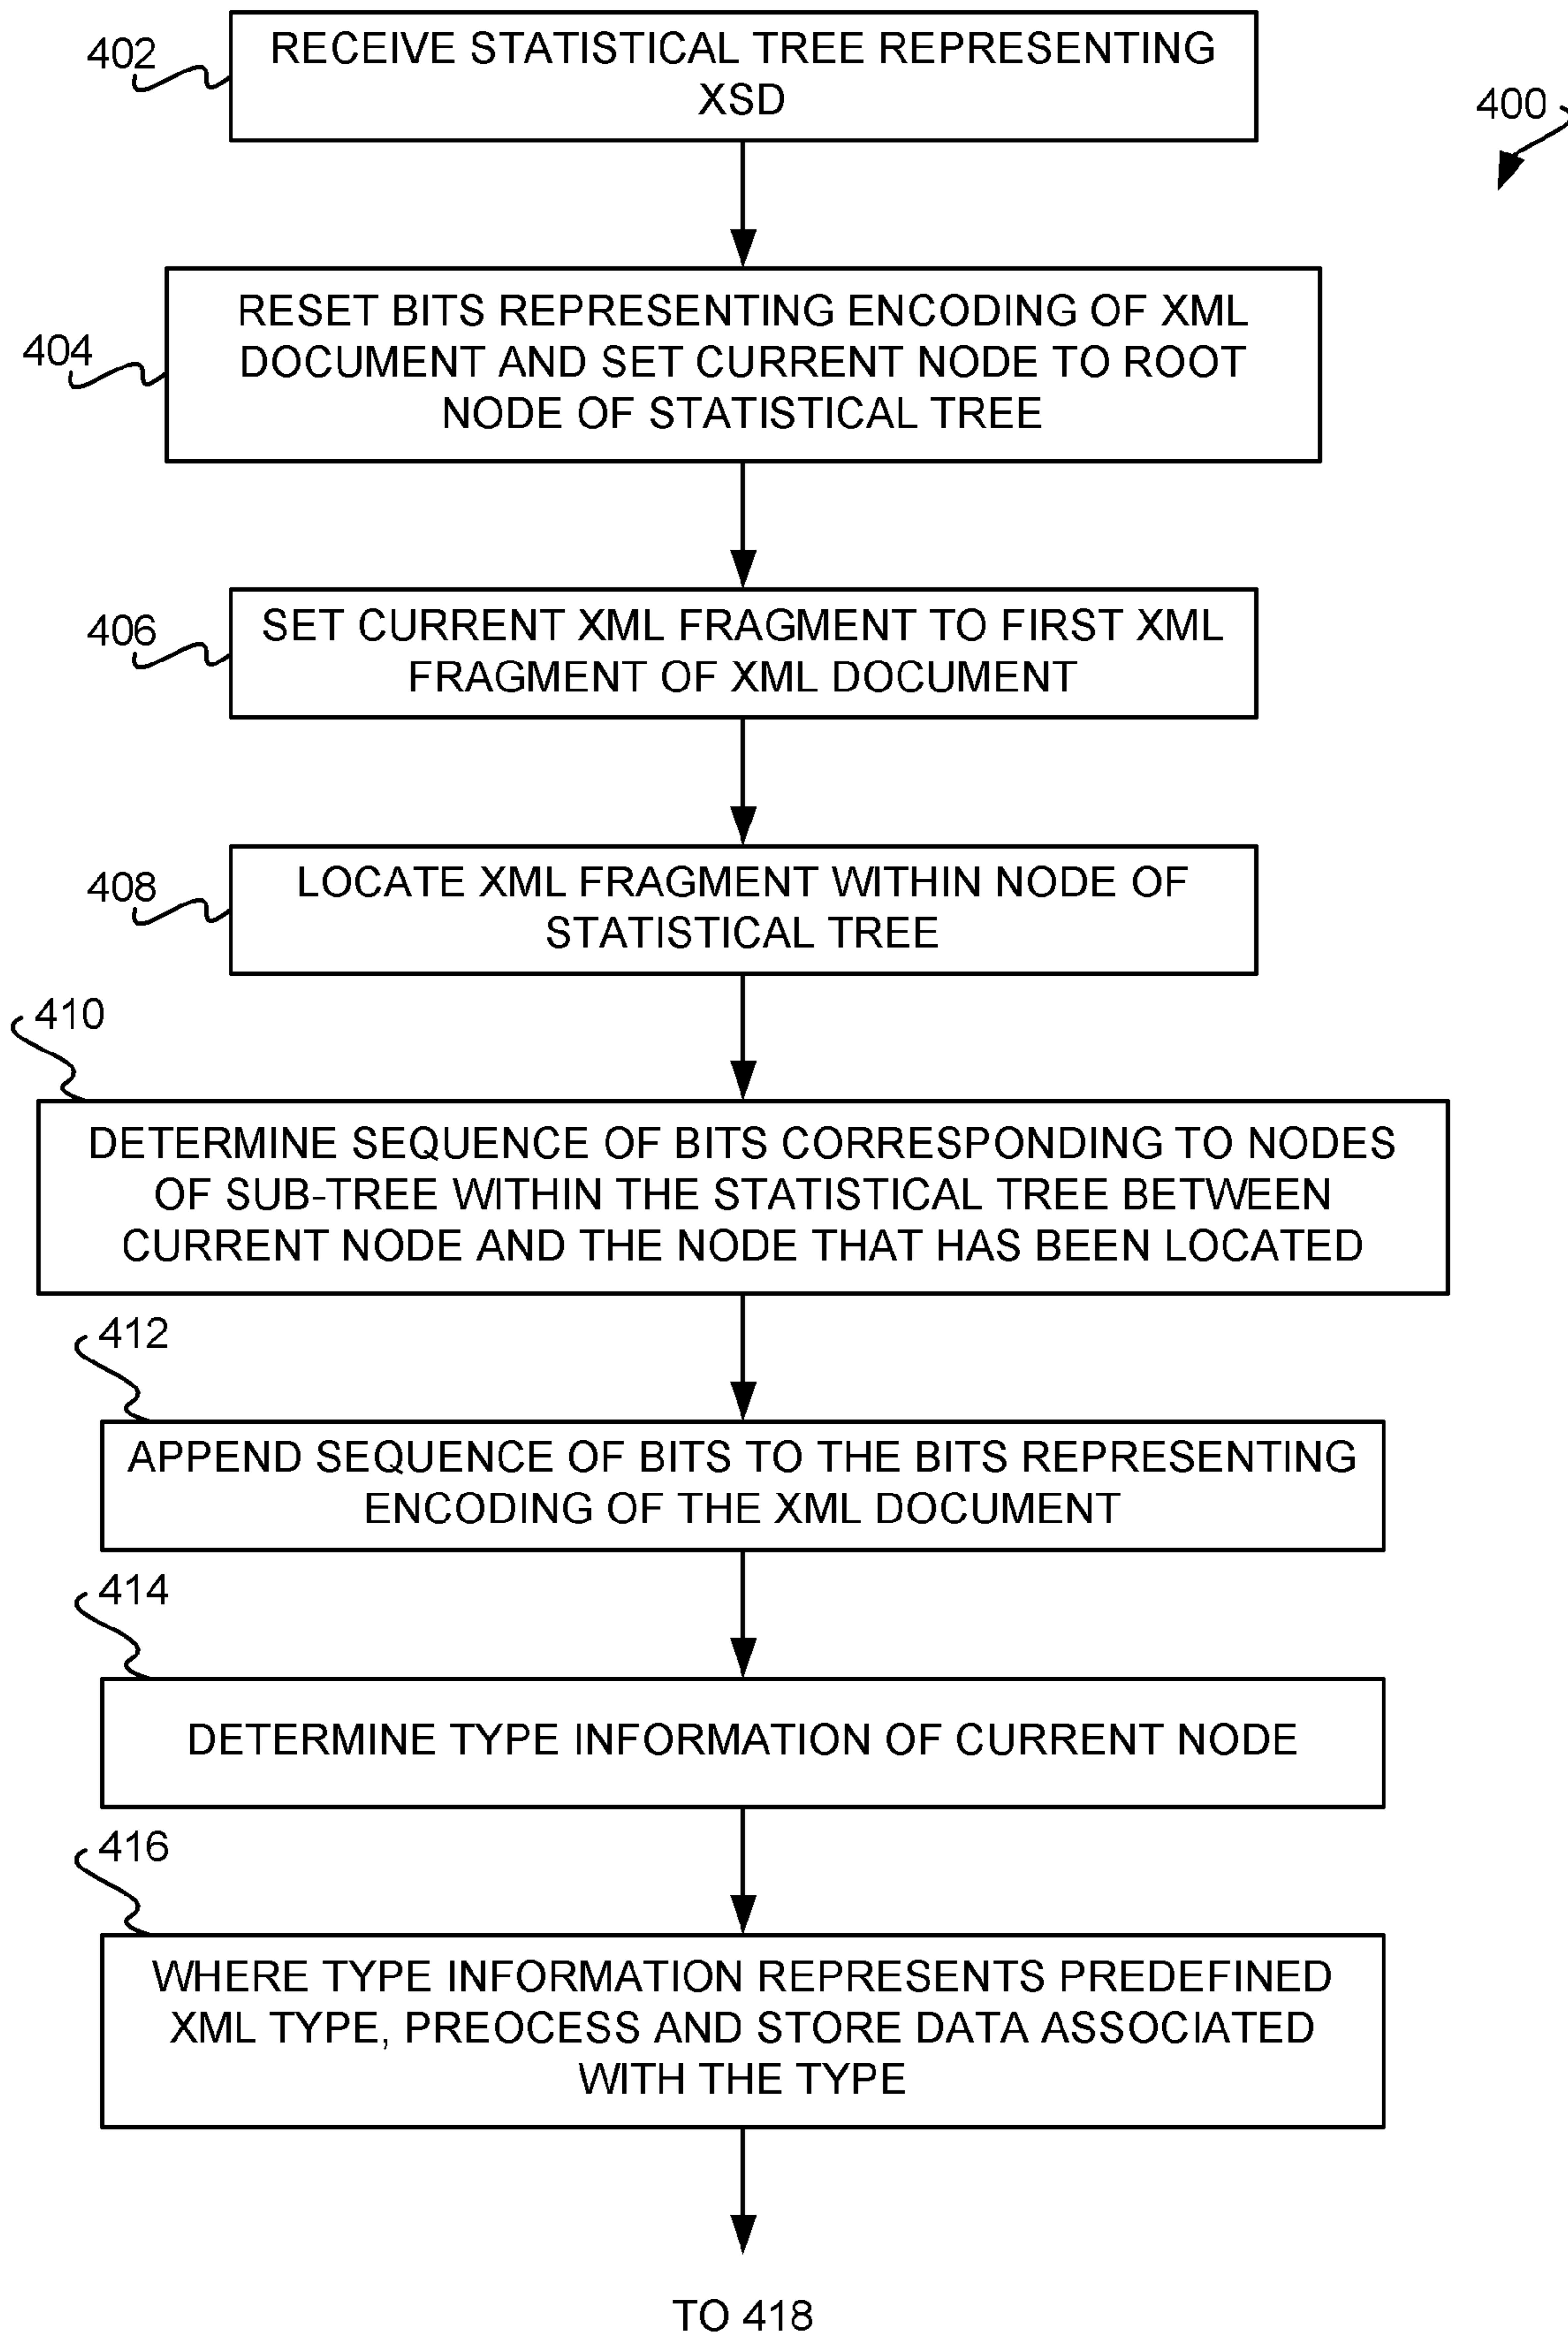 402
RECEIVE STATISTICAL TREE REPRESENTING
XSD
400
404
RESET BITS REPRESENTING ENCODING OF XML
DOCUMENT AND SET CURRENT NODE TO ROOT
NODE OF STATISTICAL TREE
406
SET CURRENT XML FRAGMENT TO FIRST XML
FRAGMENT OF XML DOCUMENT
408
LOCATE XML FRAGMENT WITHIN NODE OF
STATISTICAL TREE
410
DETERMINE SEQUENCE OF BITS CORRESPONDING TO NODES
OF SUB-TREE WITHIN THE STATISTICAL TREE BETWEEN
CURRENT NODE AND THE NODE THAT HAS BEEN LOCATED
412
APPEND SEQUENCE OF BITS TO THE BITS REPRESENTING
ENCODING OF THE XML DOCUMENT
414
DETERMINE TYPE INFORMATION OF CURRENT NODE
416
WHERE TYPE INFORMATION REPRESENTS PREDEFINED
XML TYPE, PREOCESS AND STORE DATA ASSOCIATED
WITH THE TYPE
TO 418